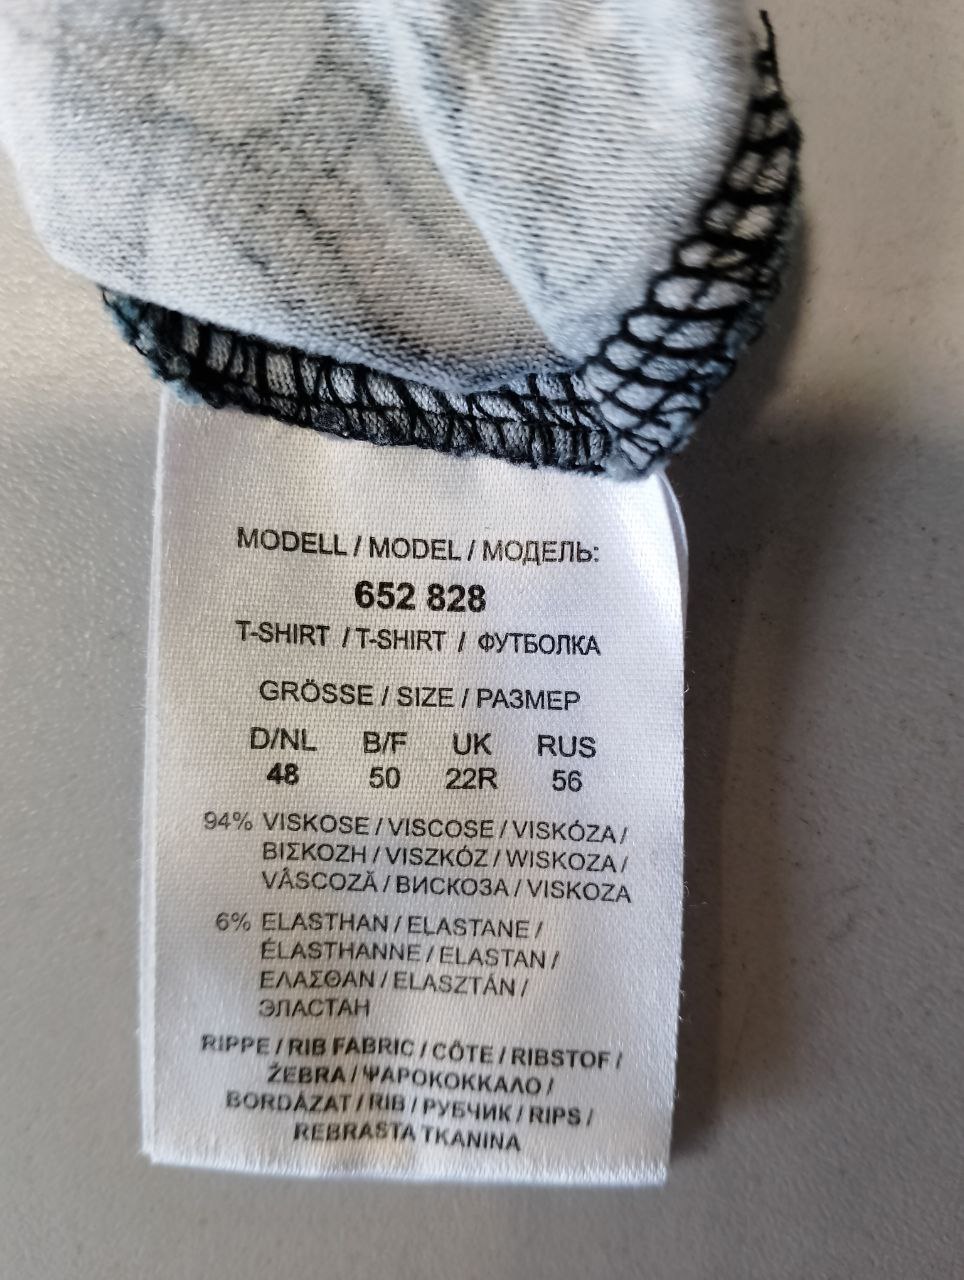 MODELL / MODEL / МОДЕЛЬ:
652 828
T-SHIRT / T-SHIRT / ФУТБОЛКА
GRÖSSE / SIZE / РАЗМЕР
D/NL B/F UK RUS
48 50 22R 56
94% VISKOSE / VISCOSE / VISKÓZA /
ΒΙΣΚΟΖΗ / VISZKÓZ / WISKOZA /
VÂSCOZĂ / ВИСКОЗА / VISKOZA
6% ELASTHAN / ELASTANE /
ÉLASTHANNE / ELASTAN /
ΕΛΑΣΘΑΝ / ELASZTÁN /
ЭЛАСТАН
RIPPE / RIB FABRIC / CÔTE / RIBSTOF /
ŽEBRA / ΨΑΡΟΚΟΚΚΑΛΟ /
BORDÁZAT / RIB / РУБЧИК / RIPS /
REBRASTA TKANINA